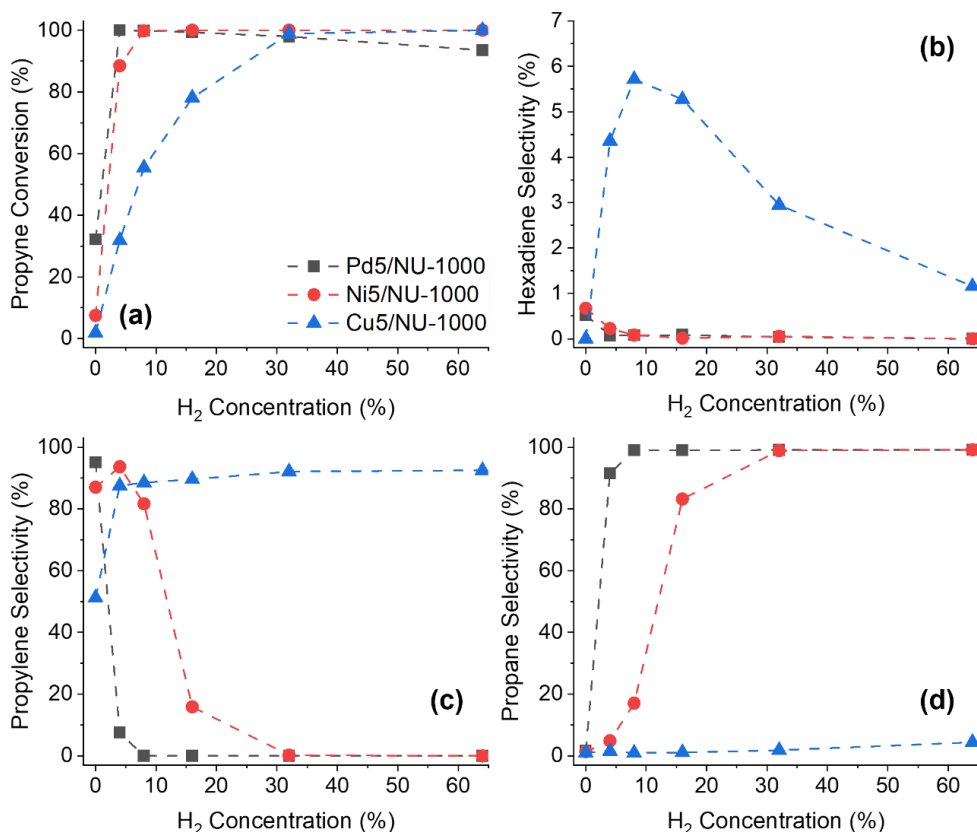 100
80
60
40
20
0
Propyne Conversion (%)
(a)
Pd5/NU-1000
Ni5/NU-1000
Cu5/NU-1000
0 10 20 30 40 50 60
H₂ Concentration (%)
7
6
5
4
3
2
1
0
Hexadiene Selectivity (%)
(b)
0 10 20 30 40 50 60
H₂ Concentration (%)
100
80
60
40
20
0
Propylene Selectivity (%)
(c)
0 10 20 30 40 50 60
H₂ Concentration (%)
100
80
60
40
20
0
Propane Selectivity (%)
(d)
0 10 20 30 40 50 60
H₂ Concentration (%)